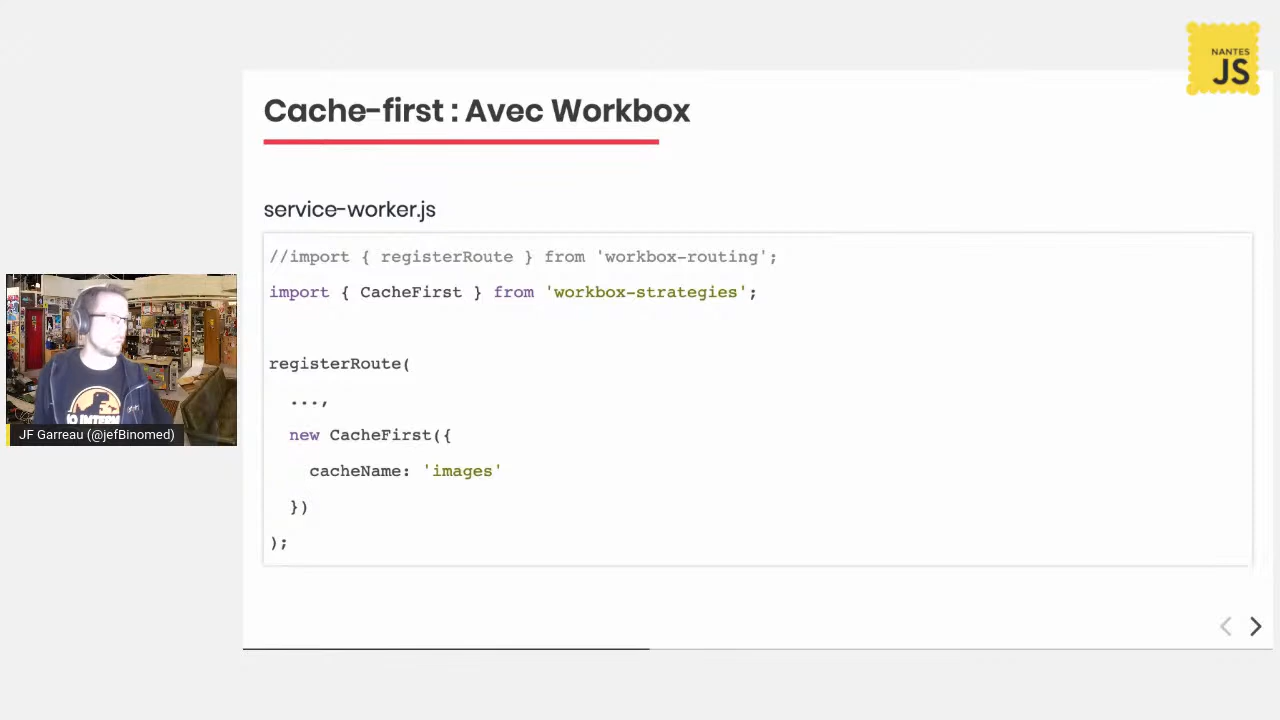 NANTES
JS
Cache-first : Avec Workbox
service-worker.js
//import { registerRoute } from 'workbox-routing';
import { CacheFirst } from 'workbox-strategies';
registerRoute(
...,
new CacheFirst({
cacheName: 'images'
})
);
JF Garreau (@jefBinomed)